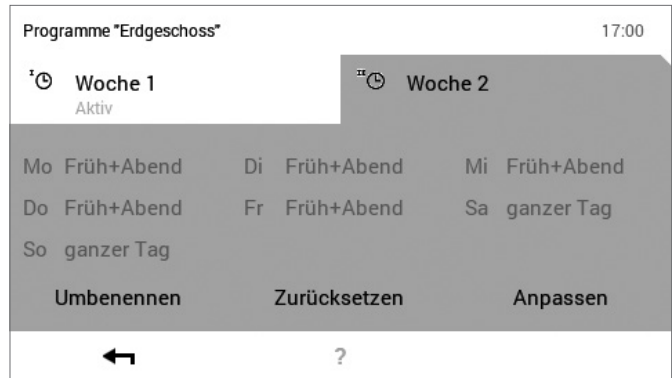 Programme "Erdgeschoss" 17:00
I Woche 1 II Woche 2
Aktiv
Mo Früh+Abend Di Früh+Abend Mi Früh+Abend
Do Früh+Abend Fr Früh+Abend Sa ganzer Tag
So ganzer Tag
Umbenennen Zurücksetzen Anpassen
?